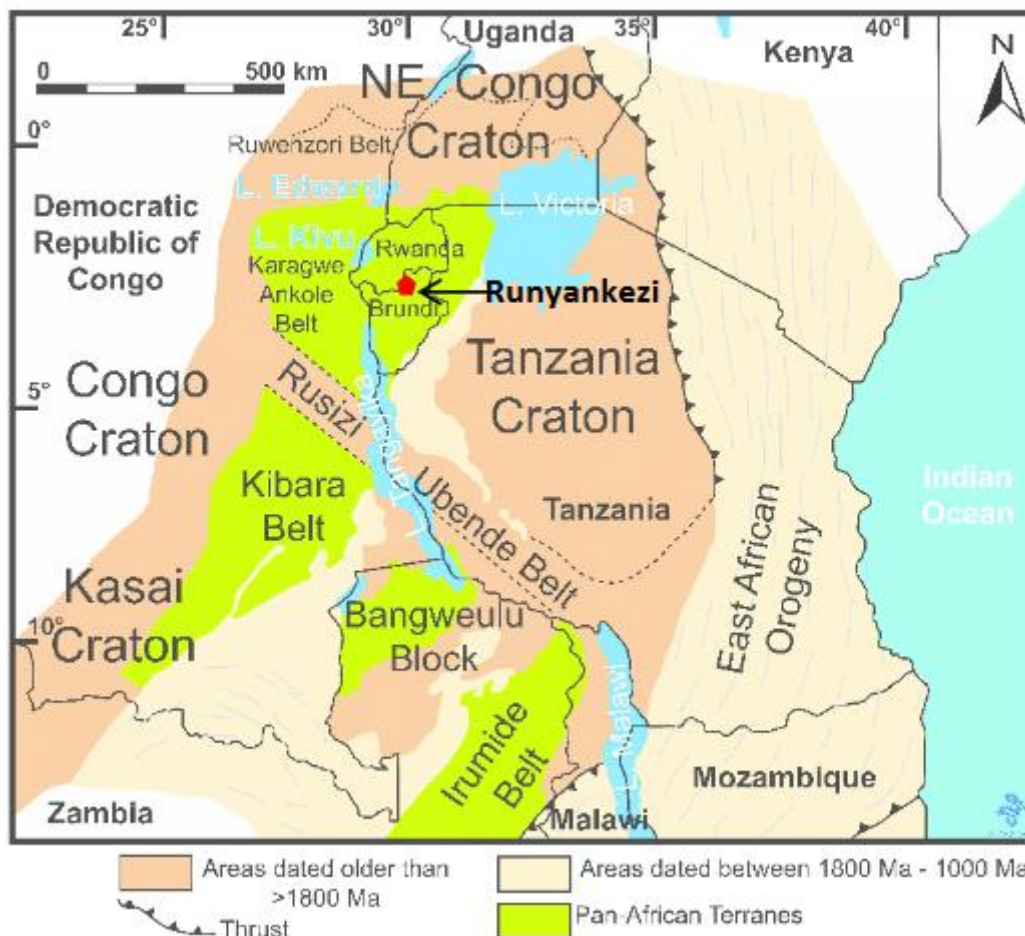 25° 30° 35° 40°
Uganda
Kenya
N
0 500 km
NE Congo
Craton
0°
Ruwenzori Belt
L. Edwards
L. Victoria
Democratic
Republic of
Congo
L. Kivu
Rwanda
Karagwe
Ankole
Belt
Runyankezi
Brundi
Tanzania
Craton
Congo
Craton
5°
Rusizi
L. Tanganyika
Kibara
Belt
Ubende Belt
Tanzania
Indian
Ocean
East African
Orogeny
Kasai
Craton
10°
Bangweulu
Block
Irumide
Belt
L. Malawi
Mozambique
Zambia
Malawi
Areas dated older than
>1800 Ma
Areas dated between 1800 Ma - 1000 Ma
Thrust
Pan-African Terranes